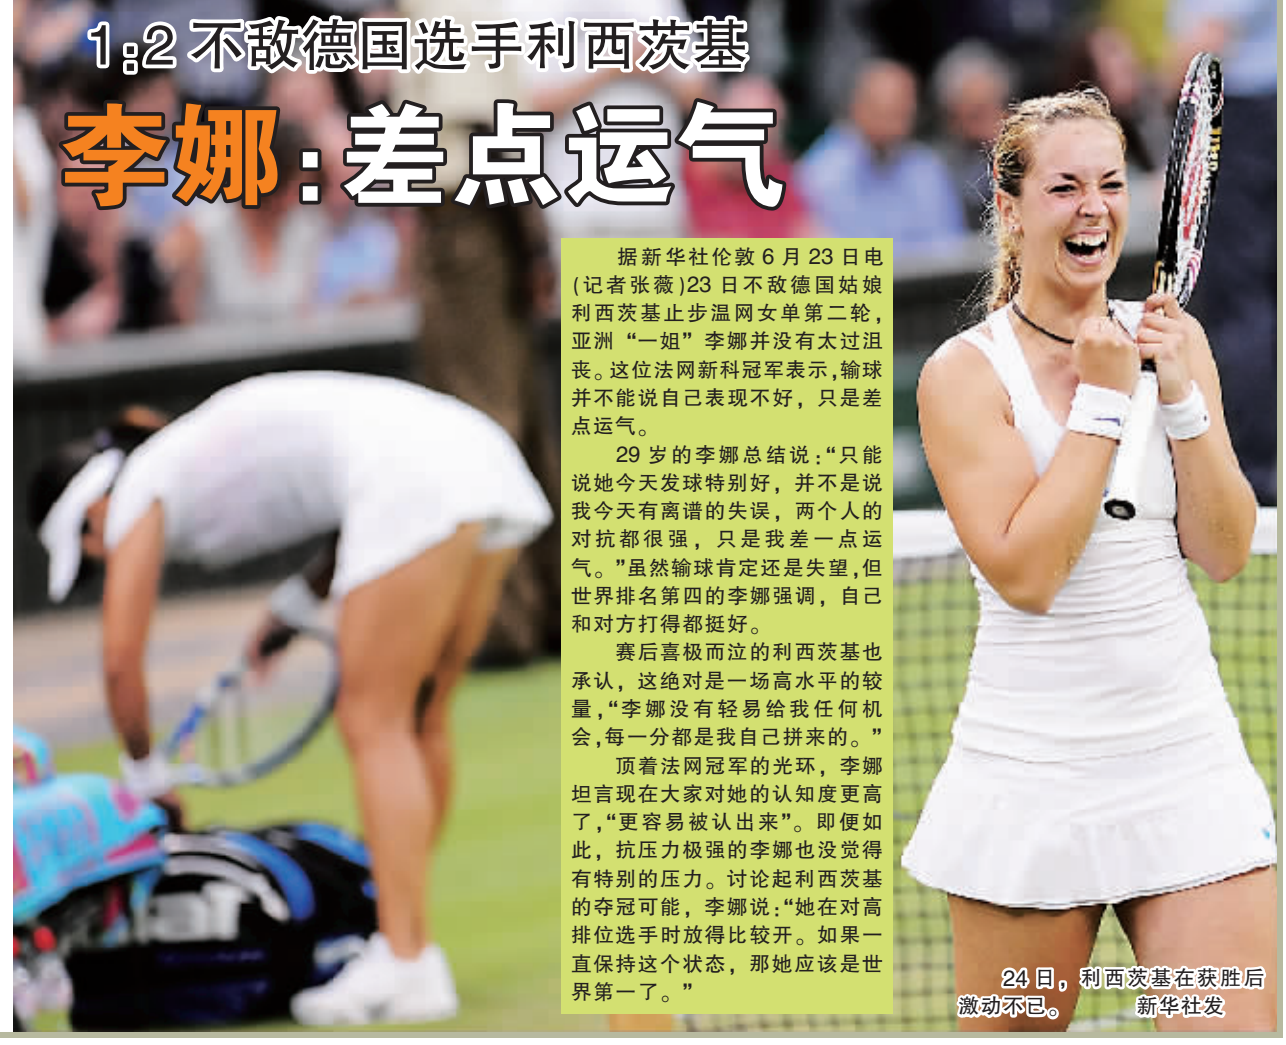 1:2 不敌德国选手利西茨基
李娜:差点运气
据新华社伦敦 6 月 23 日电
(记者张薇)23 日不敌德国姑娘
利西茨基止步温网女单第二轮，
亚洲“一姐”李娜并没有太过沮
丧。这位法网新科冠军表示,输球
并不能说自己表现不好，只是差
点运气。
29 岁的李娜总结说:“只能
说她今天发球特别好，并不是说
我今天有离谱的失误，两个人的
对抗都很强，只是我差一点运
气。”虽然输球肯定还是失望,但
世界排名第四的李娜强调，自己
和对方打得都挺好。
赛后喜极而泣的利西茨基也
承认，这绝对是一场高水平的较
量,“李娜没有轻易给我任何机
会,每一分都是我自己拼来的。”
顶着法网冠军的光环，李娜
坦言现在大家对她的认知度更高
了,“更容易被认出来”。即便如
此，抗压力极强的李娜也没觉得
有特别的压力。讨论起利西茨基
的夺冠可能，李娜说:“她在对高
排位选手时放得比较开。如果一
直保持这个状态，那她应该是世
界第一了。”
24 日，利西茨基在获胜后
激动不已。 新华社发